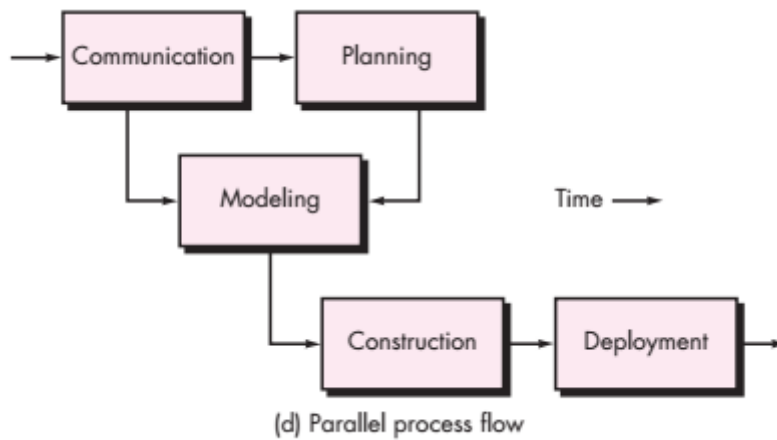 Communication
Planning
Modeling
Time
Construction
Deployment
(d) Parallel process flow